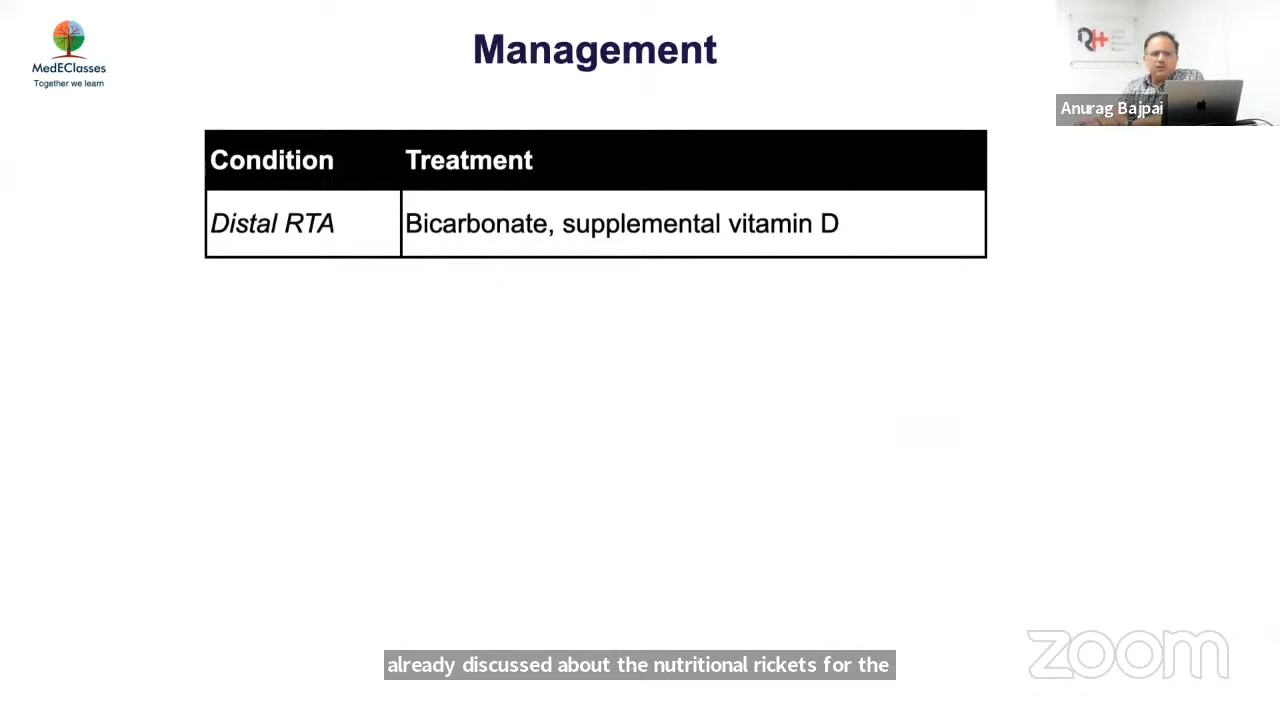 MedEClasses
Together we learn
Management
Anurag Bajpai
Condition Treatment
Distal RTA Bicarbonate, supplemental vitamin D
already discussed about the nutritional rickets for the
zoom